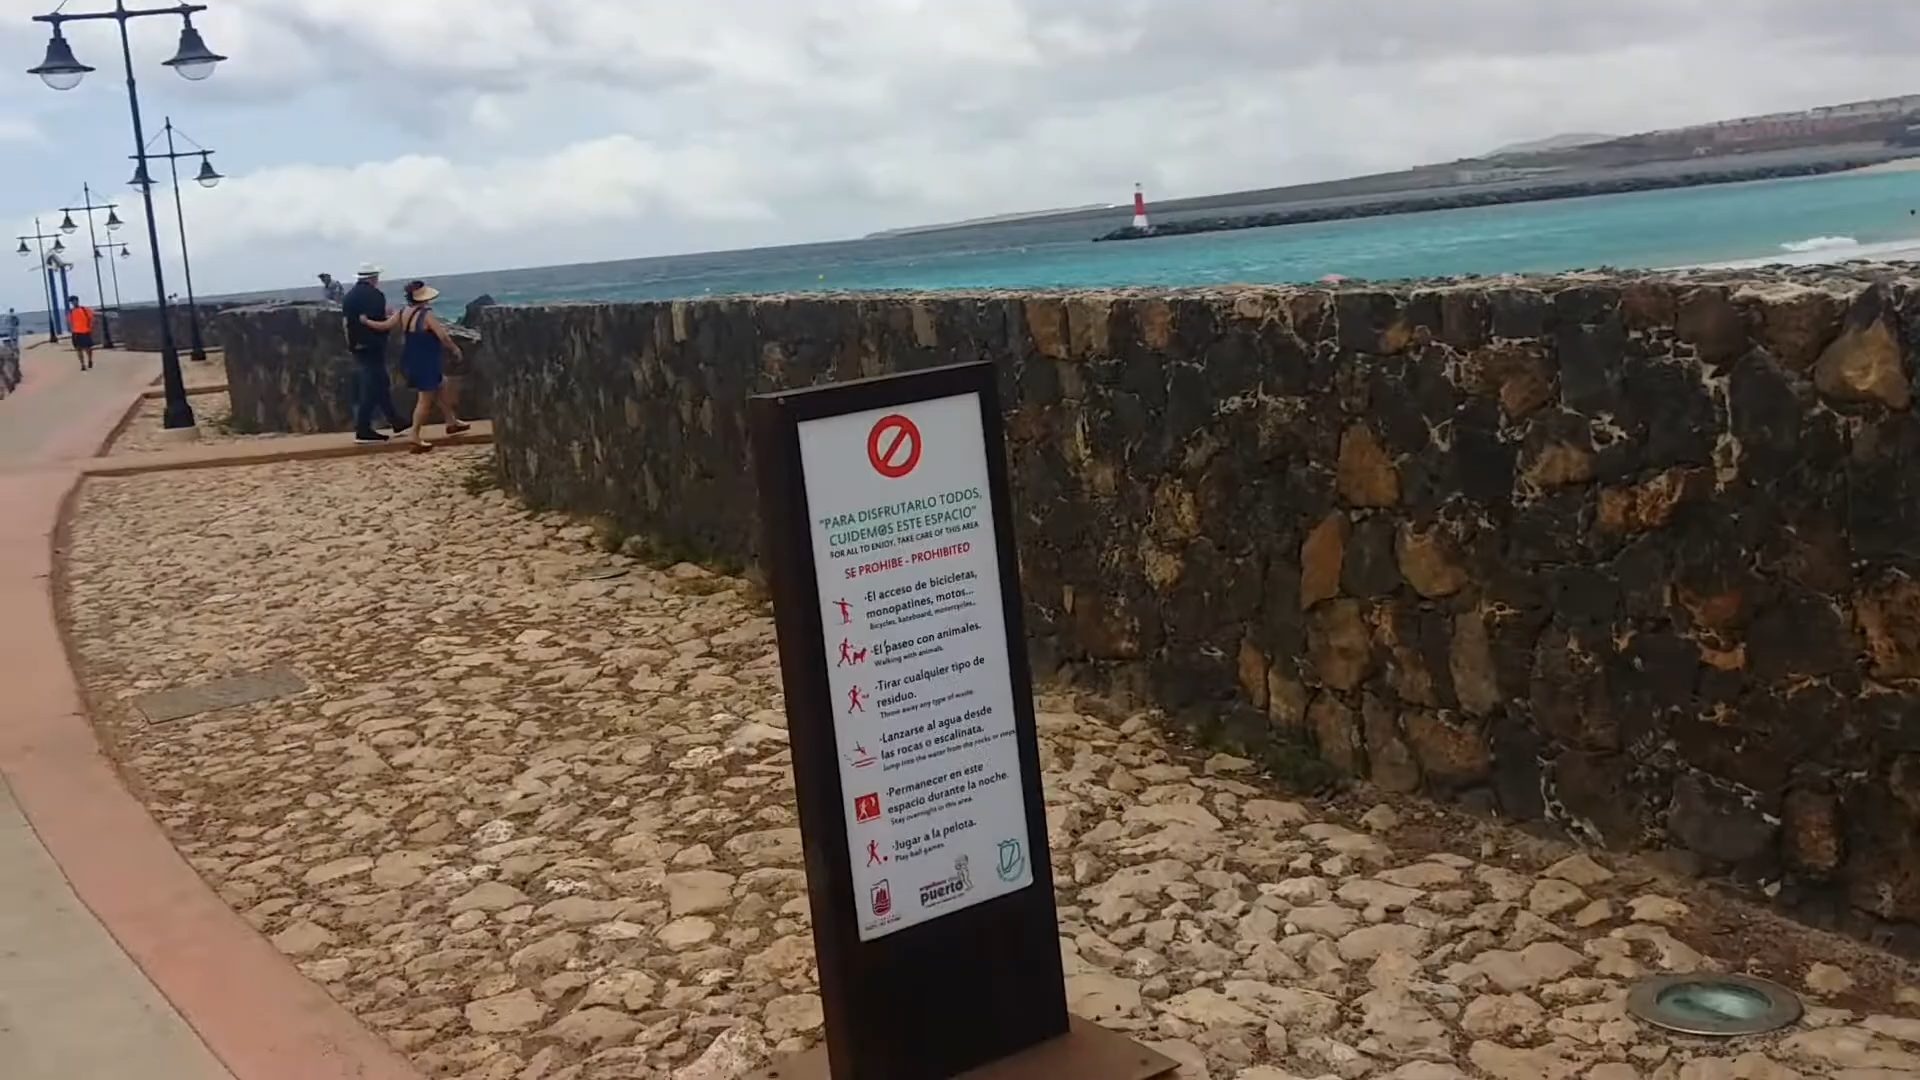 "PARA DISFRUTARLO TODOS,
CUIDEM@S ESTE ESPACIO"
FOR ALL TO ENJOY, TAKE CARE OF THIS AREA
SE PROHIBE - PROHIBITED
·El acceso de bicicletas,
monopatines, motos...
Bicycles, kateboard, motorcycles..
·El paseo con animales.
Walking with animals.
·Tirar cualquier tipo de
residuo.
Throw away any type of waste.
·Lanzarse al agua desde
las rocas o escalinata.
Jump into the water from the rocks or steps
·Permanecer en este
espacio durante la noche.
Stay overnight in this area.
·Jugar a la pelota.
Play ball games.
puerto